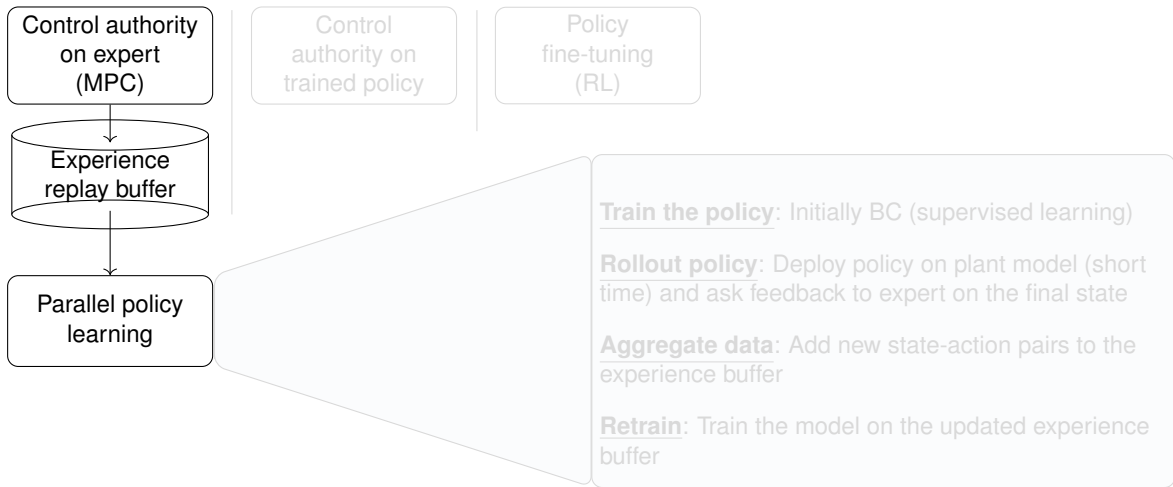 Control authority
on expert
(MPC)
Control
authority on
trained policy
Policy
fine-tuning
(RL)
Experience
replay buffer
Parallel policy
learning
Train the policy: Initially BC (supervised learning)
Rollout policy: Deploy policy on plant model (short
time) and ask feedback to expert on the final state
Aggregate data: Add new state-action pairs to the
experience buffer
Retrain: Train the model on the updated experience
buffer